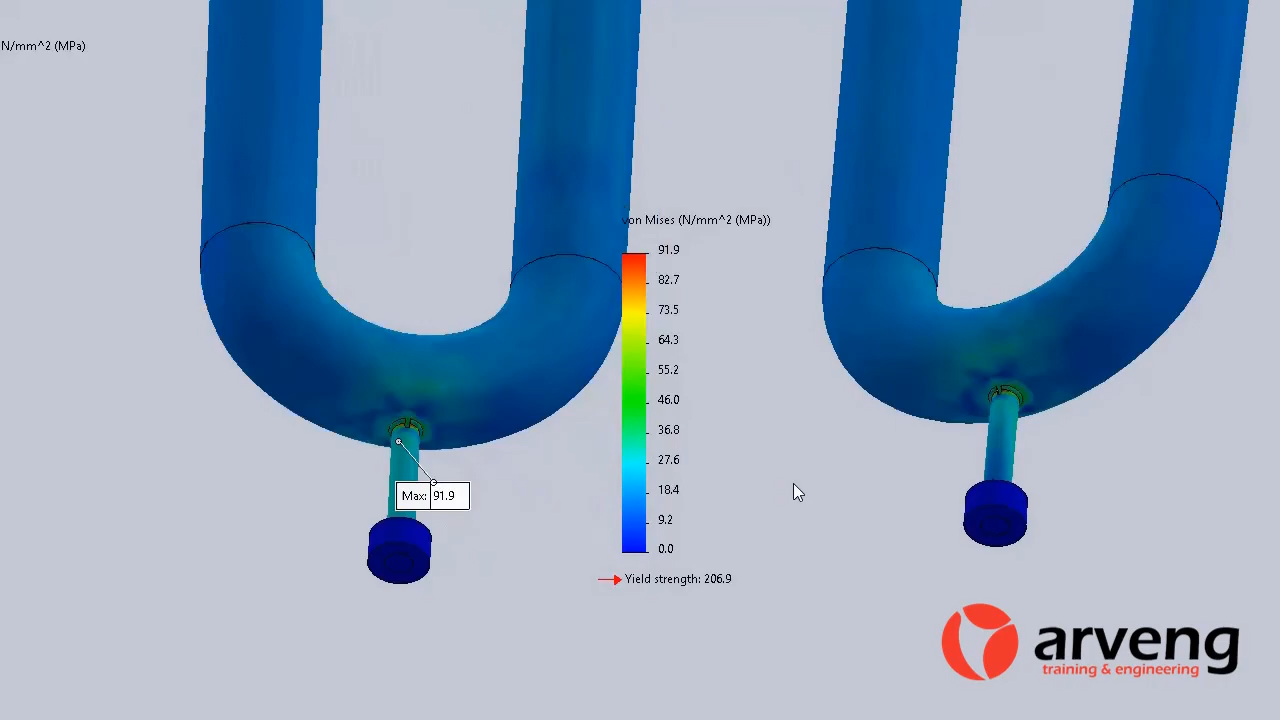 N/mm^2 (MPa)
von Mises (N/mm^2 (MPa))
91.9
82.7
73.5
64.3
55.2
46.0
36.8
27.6
18.4
9.2
0.0
Yield strength: 206.9
Max: 91.9
arveng
training & engineering